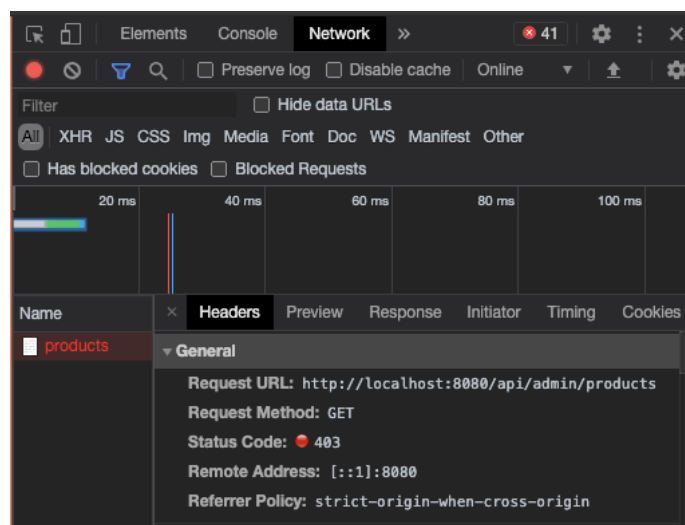 Elements Console Network » 41
Preserve log Disable cache Online
Filter Hide data URLs
All XHR JS CSS Img Media Font Doc WS Manifest Other
Has blocked cookies Blocked Requests
20 ms 40 ms 60 ms 80 ms 100 ms
Name × Headers Preview Response Initiator Timing Cookies
products
General
Request URL: http://localhost:8080/api/admin/products
Request Method: GET
Status Code: 403
Remote Address: [::1]:8080
Referrer Policy: strict-origin-when-cross-origin